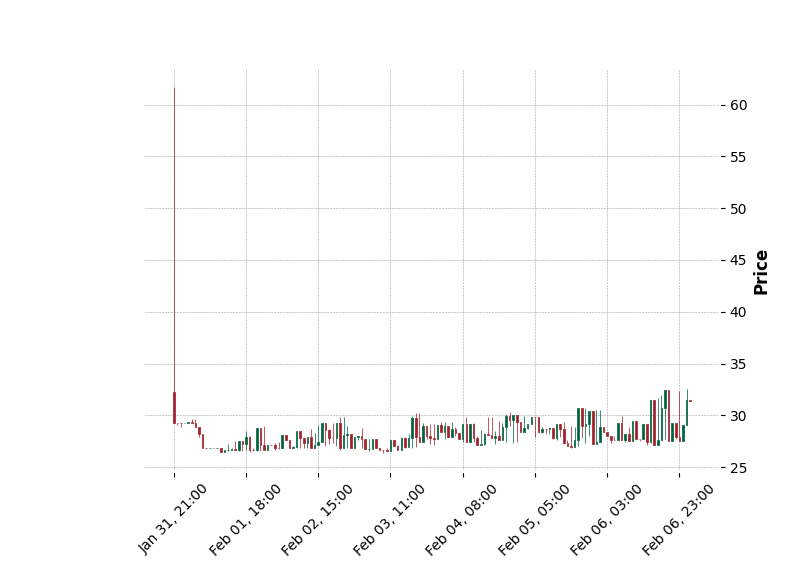 60
55
50
45
40
35
30
25
Price
Jan 31, 21:00
Feb 01, 18:00
Feb 02, 15:00
Feb 03, 11:00
Feb 04, 08:00
Feb 05, 05:00
Feb 06, 03:00
Feb 06, 23:00